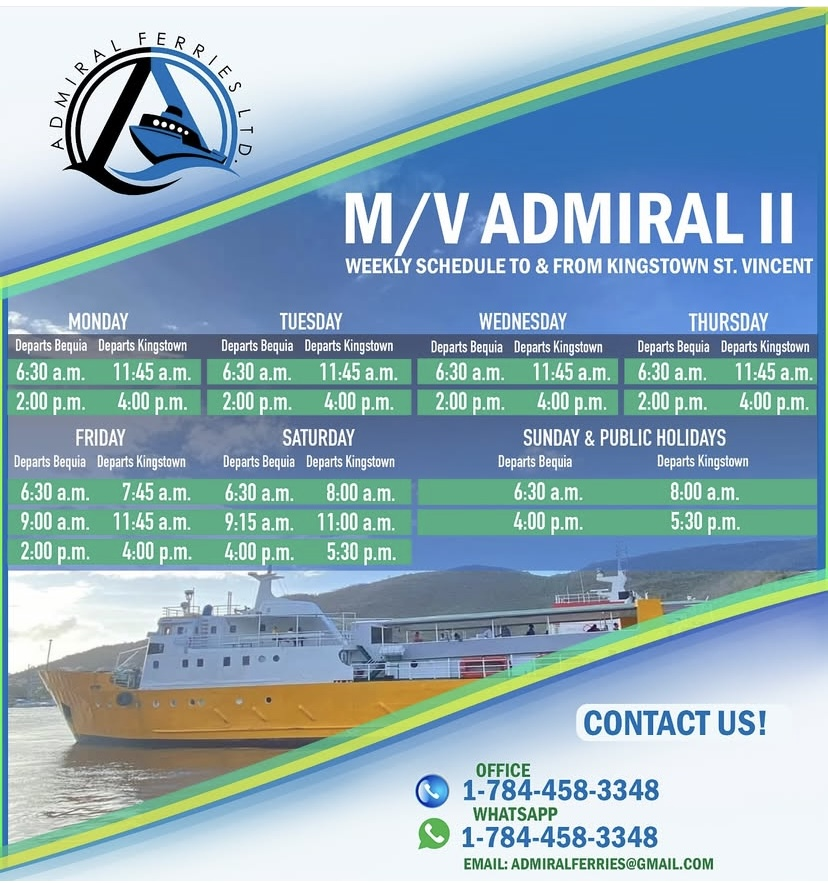 ADMIRAL FERRIES LTD.
M/V ADMIRAL II
WEEKLY SCHEDULE TO & FROM KINGSTOWN ST. VINCENT
MONDAY TUESDAY WEDNESDAY THURSDAY
Departs Bequia Departs Kingstown Departs Bequia Departs Kingstown Departs Bequia Departs Kingstown Departs Bequia Departs Kingstown
6:30 a.m. 11:45 a.m. 6:30 a.m. 11:45 a.m. 6:30 a.m. 11:45 a.m. 6:30 a.m. 11:45 a.m.
2:00 p.m. 4:00 p.m. 2:00 p.m. 4:00 p.m. 2:00 p.m. 4:00 p.m. 2:00 p.m. 4:00 p.m.
FRIDAY SATURDAY SUNDAY & PUBLIC HOLIDAYS
Departs Bequia Departs Kingstown Departs Bequia Departs Kingstown Departs Bequia Departs Kingstown
6:30 a.m. 7:45 a.m. 6:30 a.m. 8:00 a.m. 6:30 a.m. 8:00 a.m.
9:00 a.m. 11:45 a.m. 9:15 a.m. 11:00 a.m. 4:00 p.m. 5:30 p.m.
2:00 p.m. 4:00 p.m. 4:00 p.m. 5:30 p.m.
CONTACT US!
OFFICE
1-784-458-3348
WHATSAPP
1-784-458-3348
EMAIL: ADMIRALFERRIES@GMAIL.COM